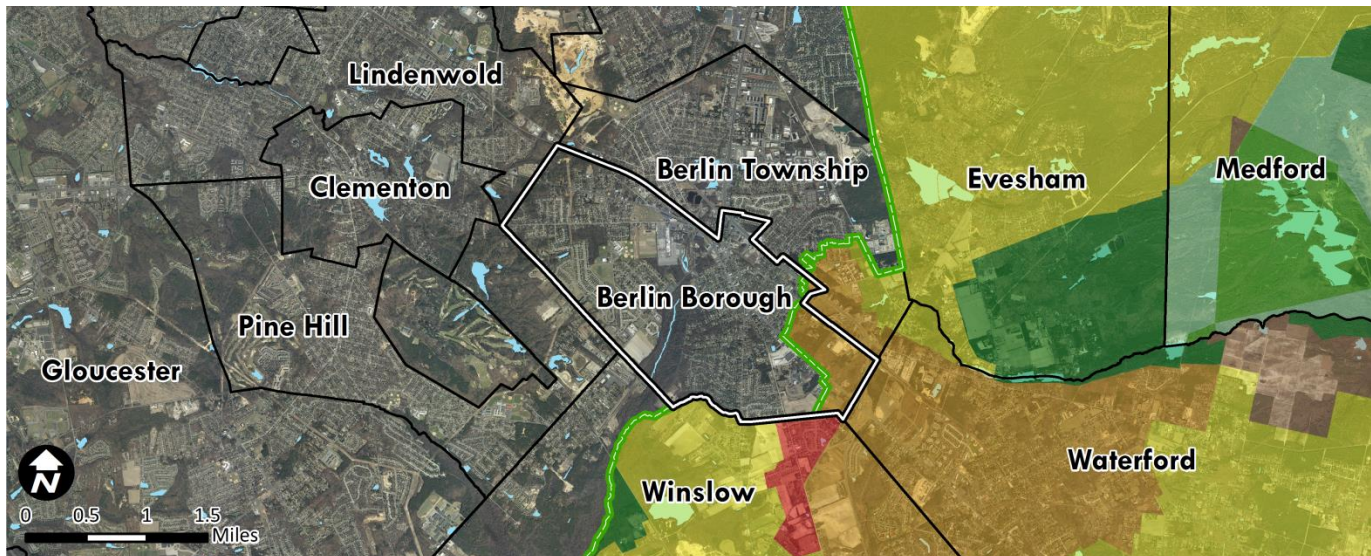 Lindenwold
Berlin Township
Clementon
Evesham
Medford
Berlin Borough
Pine Hill
Gloucester
Waterford
Winslow
N
0 0.5 1 1.5
Miles